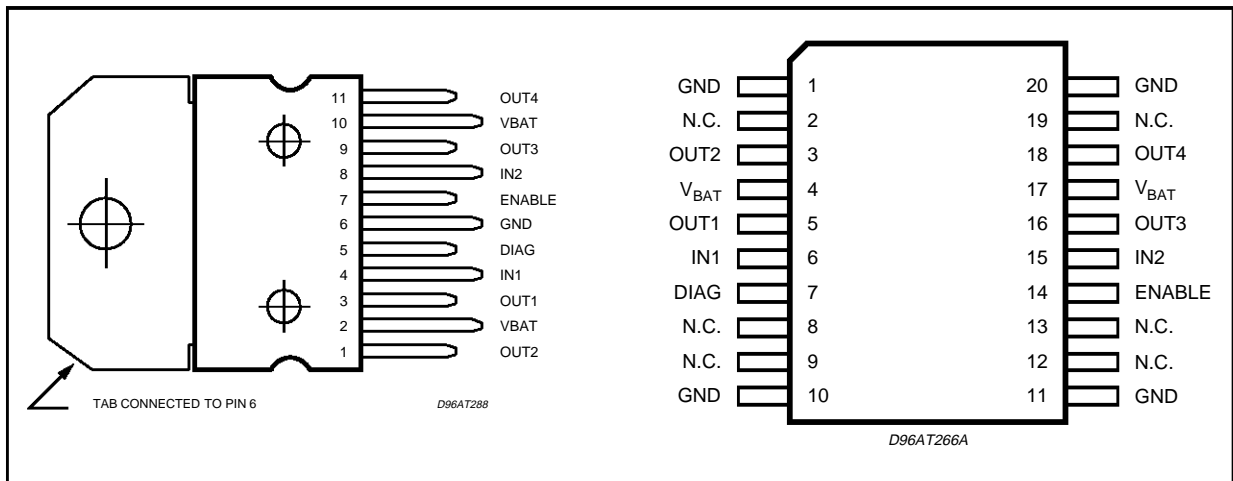 11 OUT4
10 VBAT
9 OUT3
8 IN2
7 ENABLE
6 GND
5 DIAG
4 IN1
3 OUT1
2 VBAT
1 OUT2
TAB CONNECTED TO PIN 6
D96AT288
GND 1 20 GND
N.C. 2 19 N.C.
OUT2 3 18 OUT4
VBAT 4 17 VBAT
OUT1 5 16 OUT3
IN1 6 15 IN2
DIAG 7 14 ENABLE
N.C. 8 13 N.C.
N.C. 9 12 N.C.
GND 10 11 GND
D96AT266A